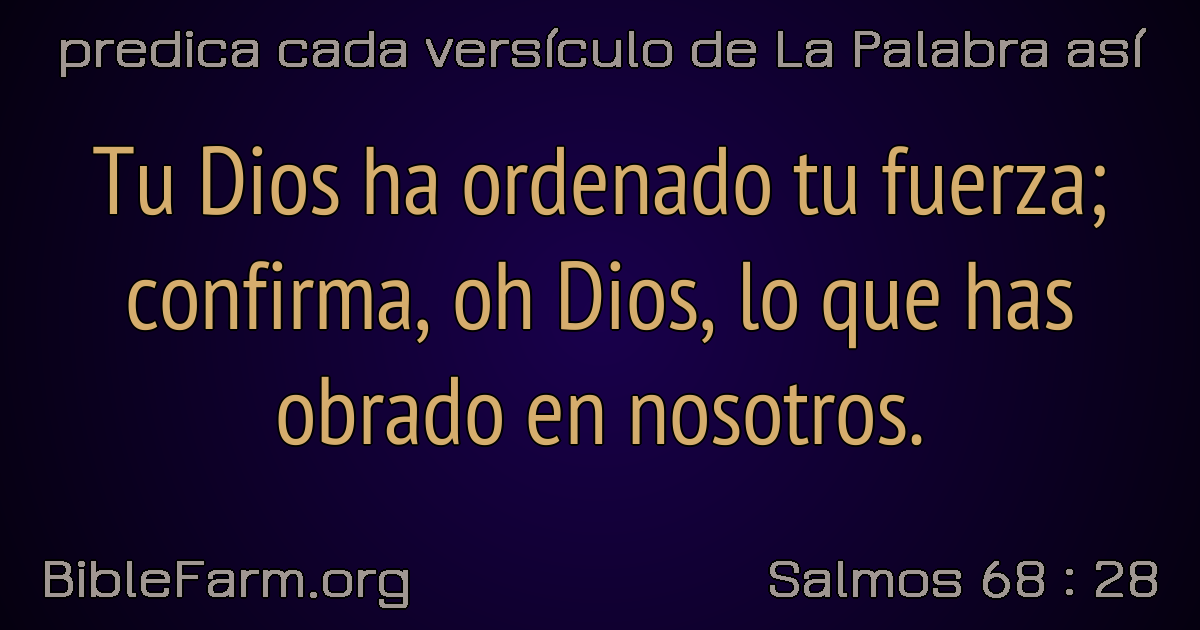 predica cada versículo de La Palabra así
Tu Dios ha ordenado tu fuerza;
confirma, oh Dios, lo que has
obrado en nosotros.
BibleFarm.org
Salmos 68 : 28